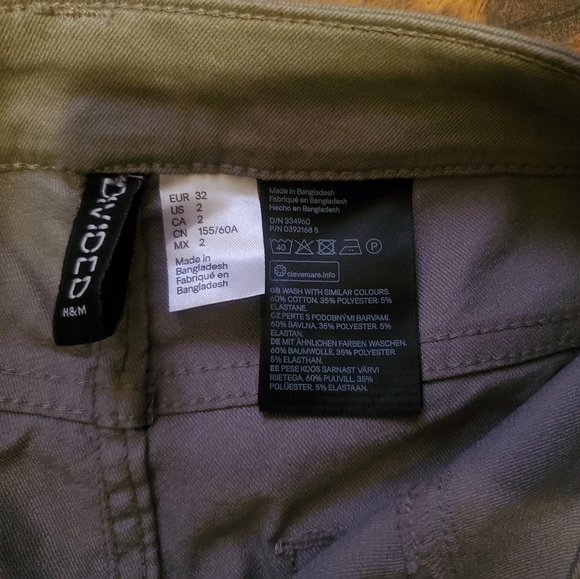 DIVIDED
H&M
EUR 32
US 2
CA 2
CN 155/60A
MX 2
Made in
Bangladesh
Fabriqué en
Bangladesh
Made in Bangladesh
Fabriqué en Bangladesh
Hecho en Bangladesh
O/N 334960
P/N 0392168 5
40
P
clevercare.info
GB WASH WITH SIMILAR COLOURS.
60% COTTON, 35% POLYESTER, 5%
ELASTANE.
CZ PERTE S PODOBNÝMI BARVAMI.
60% BAVLNA. 35% POLYESTER. 5%
ELASTAN.
DE MIT ÄHNLICHEN FARBEN WASCHEN.
60% BAUMWOLLE. 35% POLYESTER.
5% ELASTHAN.
EE PESE KOOS SARNAST VÄRVI
RIIETEGA. 60% PUUVILL. 35%
POLÜESTER. 5% ELASTAAN.